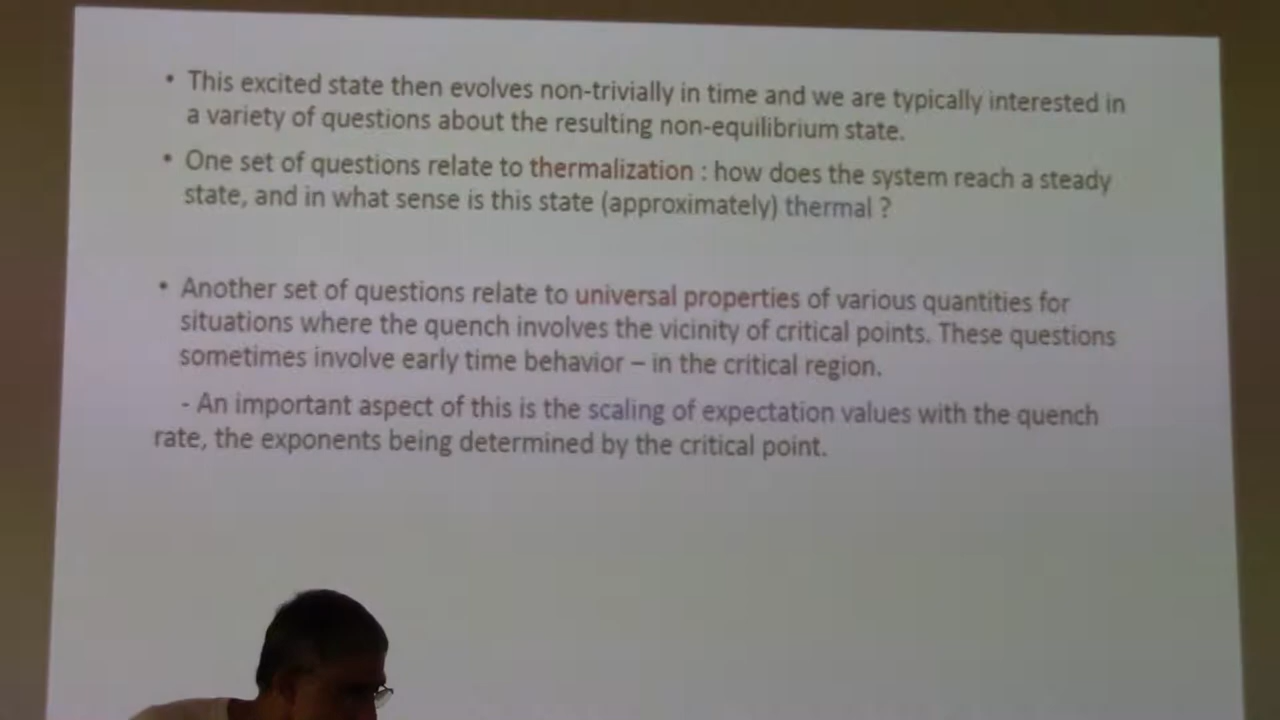 • This excited state then evolves non-trivially in time and we are typically interested in
a variety of questions about the resulting non-equilibrium state.
• One set of questions relate to thermalization : how does the system reach a steady
state, and in what sense is this state (approximately) thermal ?
• Another set of questions relate to universal properties of various quantities for
situations where the quench involves the vicinity of critical points. These questions
sometimes involve early time behavior – in the critical region.
- An important aspect of this is the scaling of expectation values with the quench
rate, the exponents being determined by the critical point.